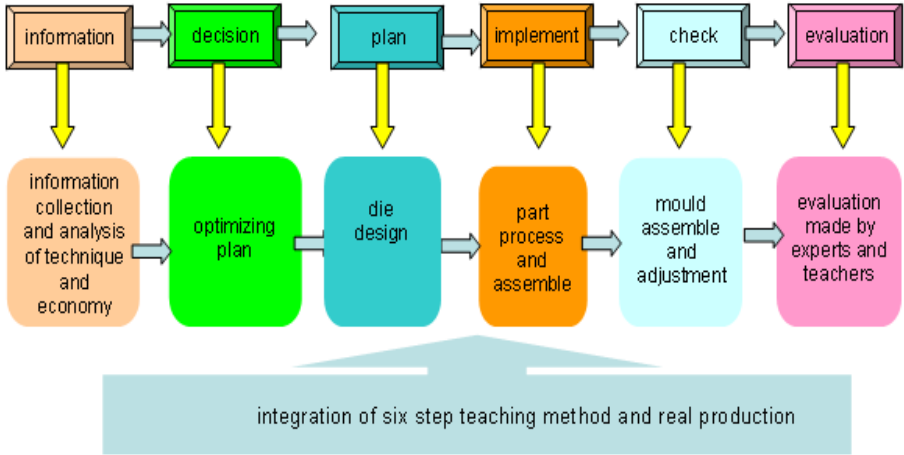 information
decision
plan
implement
check
evaluation
information
collection
and analysis
of technique
and
economy
optimizing
plan
die
design
part
process
and
assemble
mould
assemble
and
adjustment
evaluation
made by
experts and
teachers
integration of six step teaching method and real production